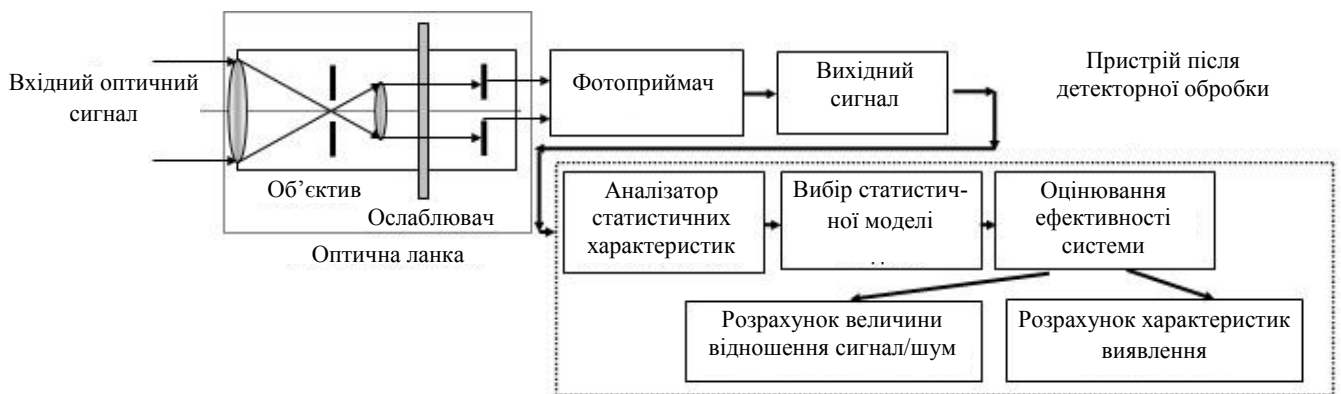 Вхідний оптичний
сигнал
Об’єктив
Ослаблювач
Оптична ланка
Фотоприймач
Вихідний
сигнал
Пристрій після
детекторної обробки
Аналізатор
статистичних
характеристик
Вибір статистич-
ної моделі
Оцінювання
ефективності
системи
Розрахунок величини
відношення сигнал/шум
Розрахунок характеристик
виявлення